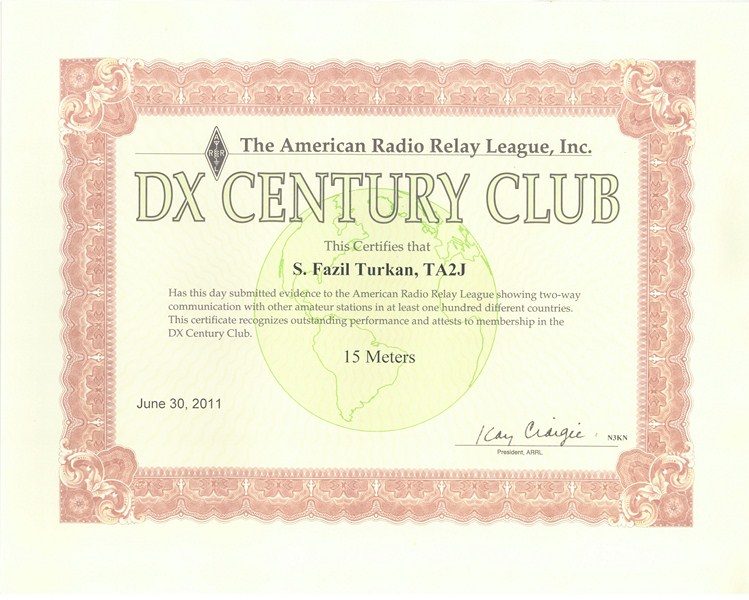 The American Radio Relay League, Inc.
DX CENTURY CLUB
This Certifies that
S. Fazil Turkan, TA2J
Has this day submitted evidence to the American Radio Relay League showing two-way
communication with other amateur stations in at least one hundred different countries.
This certificate recognizes outstanding performance and attests to membership in the
DX Century Club.
15 Meters
June 30, 2011
Kay Craigie N3KN
President, ARRL